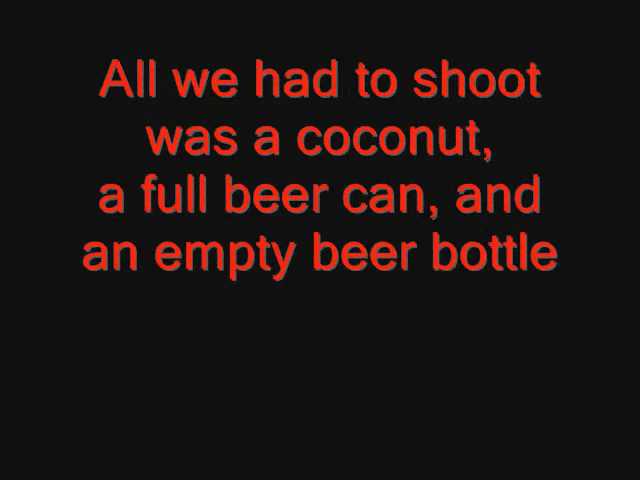 All we had to shoot
was a coconut,
a full beer can, and
an empty beer bottle